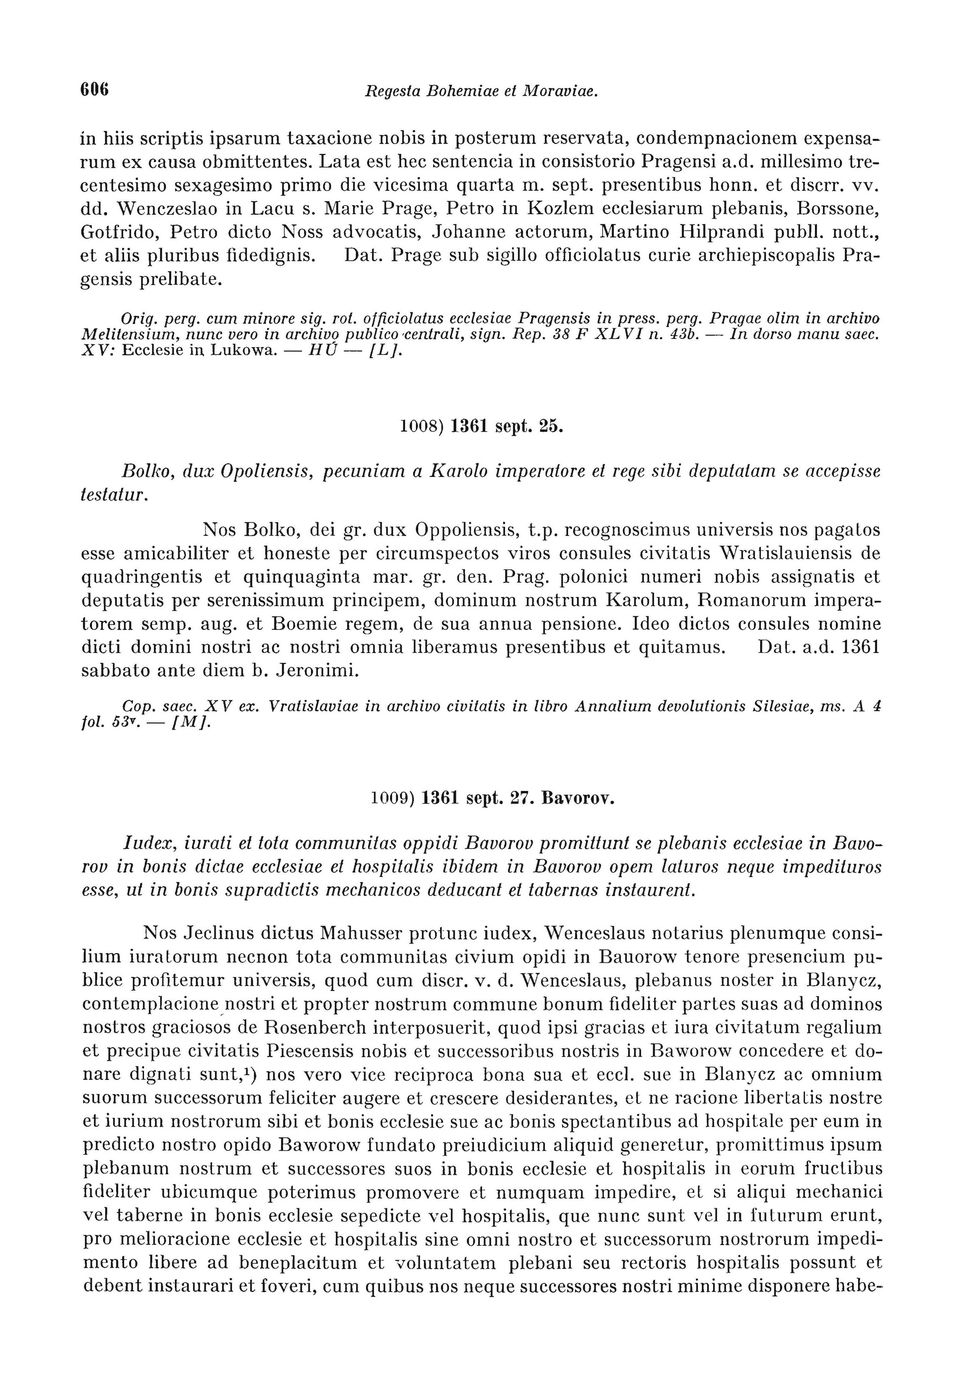 606
Regesta Bohemiae et Moraviae.
in hiis scriptis ipsarum taxacione nobis in posterum reservata, condempnacionem expensa-
rum ex causa obmittentes. Lata est hec sentencia in consistorio Pragensi a.d. millesimo tre-
centesimo sexagesimo primo die vicesima quarta m. sept. presentibus honn. et discrr. vv.
dd. Wenczeslao in Lacu s. Marie Prage, Petro in Kozlem ecclesiarum plebanis, Borssone,
Gotfrido, Petro dicto Noss advocatis, Johanne actorum, Martino Hilprandi publl. nott.,
et aliis pluribus fidedignis. Dat. Prage sub sigillo officiolatus curie archiepiscopalis Pra-
gensis prelibate.
Orig. perg. cum minore sig. rot. officiolatus ecclesiae Pragensis in press. perg. Pragae olim in archivo
Melitensium, nunc vero in archivo publico centrali, sign. Rep. 38 F XLVI n. 43b. — In dorso manu saec.
XV: Ecclesie in Lukowa. — HÚ — [L].
1008) 1361 sept. 25.
Bolko, dux Opoliensis, pecuniam a Karolo imperatore et rege sibi deputatam se accepisse
testatur.
Nos Bolko, dei gr. dux Oppoliensis, t.p. recognoscimus universis nos pagatos
esse amicabiliter et honeste per circumspectos viros consules civitatis Wratislauiensis de
quadringentis et quinquaginta mar. gr. den. Prag. polonici numeri nobis assignatis et
deputatis per serenissimum principem, dominum nostrum Karolum, Romanorum impera-
torem semp. aug. et Boemie regem, de sua annua pensione. Ideo dictos consules nomine
dicti domini nostri ac nostri omnia liberamus presentibus et quitamus. Dat. a.d. 1361
sabbato ante diem b. Jeronimi.
Cop. saec. XV ex. Vratislaviae in archivo civitatis in libro Annalium devolutionis Silesiae, ms. A 4
fol. 53ᵛ. — [M].
1009) 1361 sept. 27. Bavorov.
Iudex, iurati et tota communitas oppidi Bavorov promittunt se plebanis ecclesiae in Bavo-
rov in bonis dictae ecclesiae et hospitalis ibidem in Bavorov opem laturos neque impedituros
esse, ut in bonis supradictis mechanicos deducant et tabernas instaurent.
Nos Jeclinus dictus Mahusser protunc iudex, Wenceslaus notarius plenumque consi-
lium iuratorum necnon tota communitas civium opidi in Bauorow tenore presencium pu-
blice profitemur universis, quod cum discr. v. d. Wenceslaus, plebanus noster in Blanycz,
contemplacione nostri et propter nostrum commune bonum fideliter partes suas ad dominos
nostros graciosos de Rosenberch interposuerit, quod ipsi gracias et iura civitatum regalium
et precipue civitatis Piescensis nobis et successoribus nostris in Baworow concedere et do-
nare dignati sunt,¹) nos vero vice reciproca bona sua et eccl. sue in Blanycz ac omnium
suorum successorum feliciter augere et crescere desiderantes, et ne racione libertatis nostre
et iurium nostrorum sibi et bonis ecclesie sue ac bonis spectantibus ad hospitale per eum in
predicto nostro opido Baworow fundato preiudicium aliquid generetur, promittimus ipsum
plebanum nostrum et successores suos in bonis ecclesie et hospitalis in eorum fructibus
fideliter ubicumque poterimus promovere et numquam impedire, et si aliqui mechanici
vel taberne in bonis ecclesie sepedicte vel hospitalis, que nunc sunt vel in futurum erunt,
pro melioracione ecclesie et hospitalis sine omni nostro et successorum nostrorum impedi-
mento libere ad beneplacitum et voluntatem plebani seu rectoris hospitalis possunt et
debent instaurari et foveri, cum quibus nos neque successores nostri minime disponere habe-